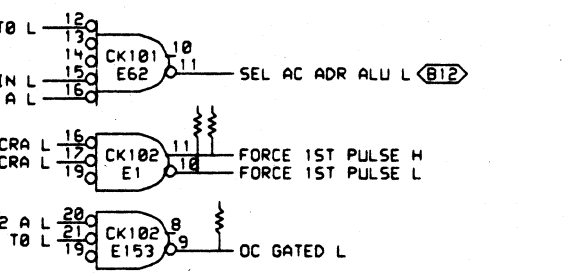 T0 L 12
13 10
14 CK101 11 SEL AC ADR ALU L B12
IN L 15 E62
A L 16
CRA L 16 11 FORCE 1ST PULSE H
CRA L 17 CK102 10 FORCE 1ST PULSE L
19 E1
2 A L 20 8
T0 L 21 CK102 9 OC GATED L
19 E153